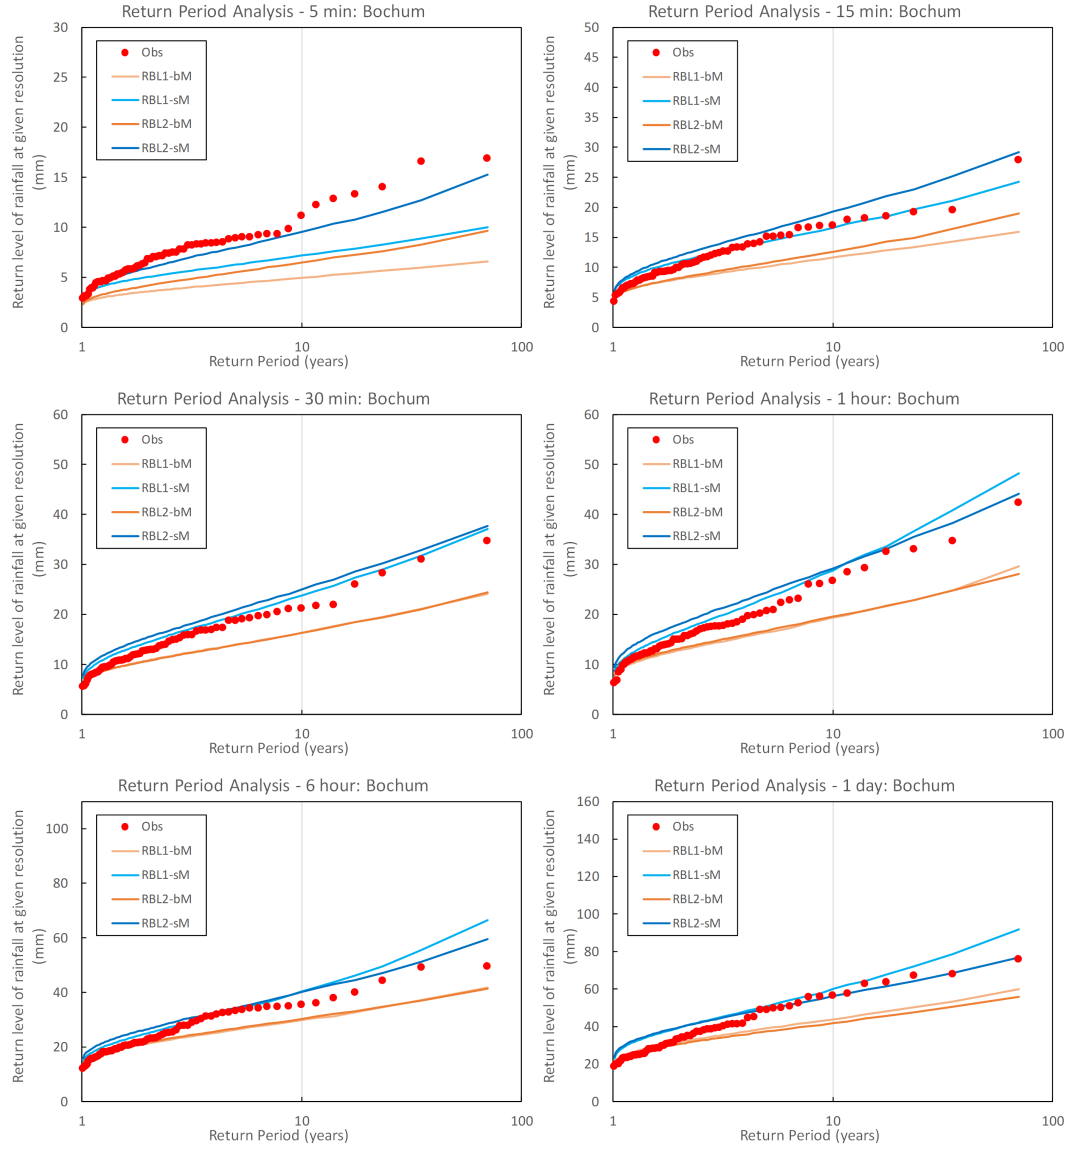 Return Period Analysis - 5 min: Bochum
Return level of rainfall at given resolution
(mm)
30
25
20
15
10
5
0
Obs
RBL1-bM
RBL1-sM
RBL2-bM
RBL2-sM
1
10
100
Return Period (years)
Return Period Analysis - 15 min: Bochum
Return level of rainfall at given resolution
(mm)
50
45
40
35
30
25
20
15
10
5
0
Obs
RBL1-bM
RBL1-sM
RBL2-bM
RBL2-sM
1
10
100
Return Period (years)
Return Period Analysis - 30 min: Bochum
Return level of rainfall at given resolution
(mm)
60
50
40
30
20
10
0
Obs
RBL1-bM
RBL1-sM
RBL2-bM
RBL2-sM
1
10
100
Return Period (years)
Return Period Analysis - 1 hour: Bochum
Return level of rainfall at given resolution
(mm)
60
50
40
30
20
10
0
Obs
RBL1-bM
RBL1-sM
RBL2-bM
RBL2-sM
1
10
100
Return Period (years)
Return Period Analysis - 6 hour: Bochum
Return level of rainfall at given resolution
(mm)
100
80
60
40
20
0
Obs
RBL1-bM
RBL1-sM
RBL2-bM
RBL2-sM
1
10
100
Return Period (years)
Return Period Analysis - 1 day: Bochum
Return level of rainfall at given resolution
(mm)
160
140
120
100
80
60
40
20
0
Obs
RBL1-bM
RBL1-sM
RBL2-bM
RBL2-sM
1
10
100
Return Period (years)